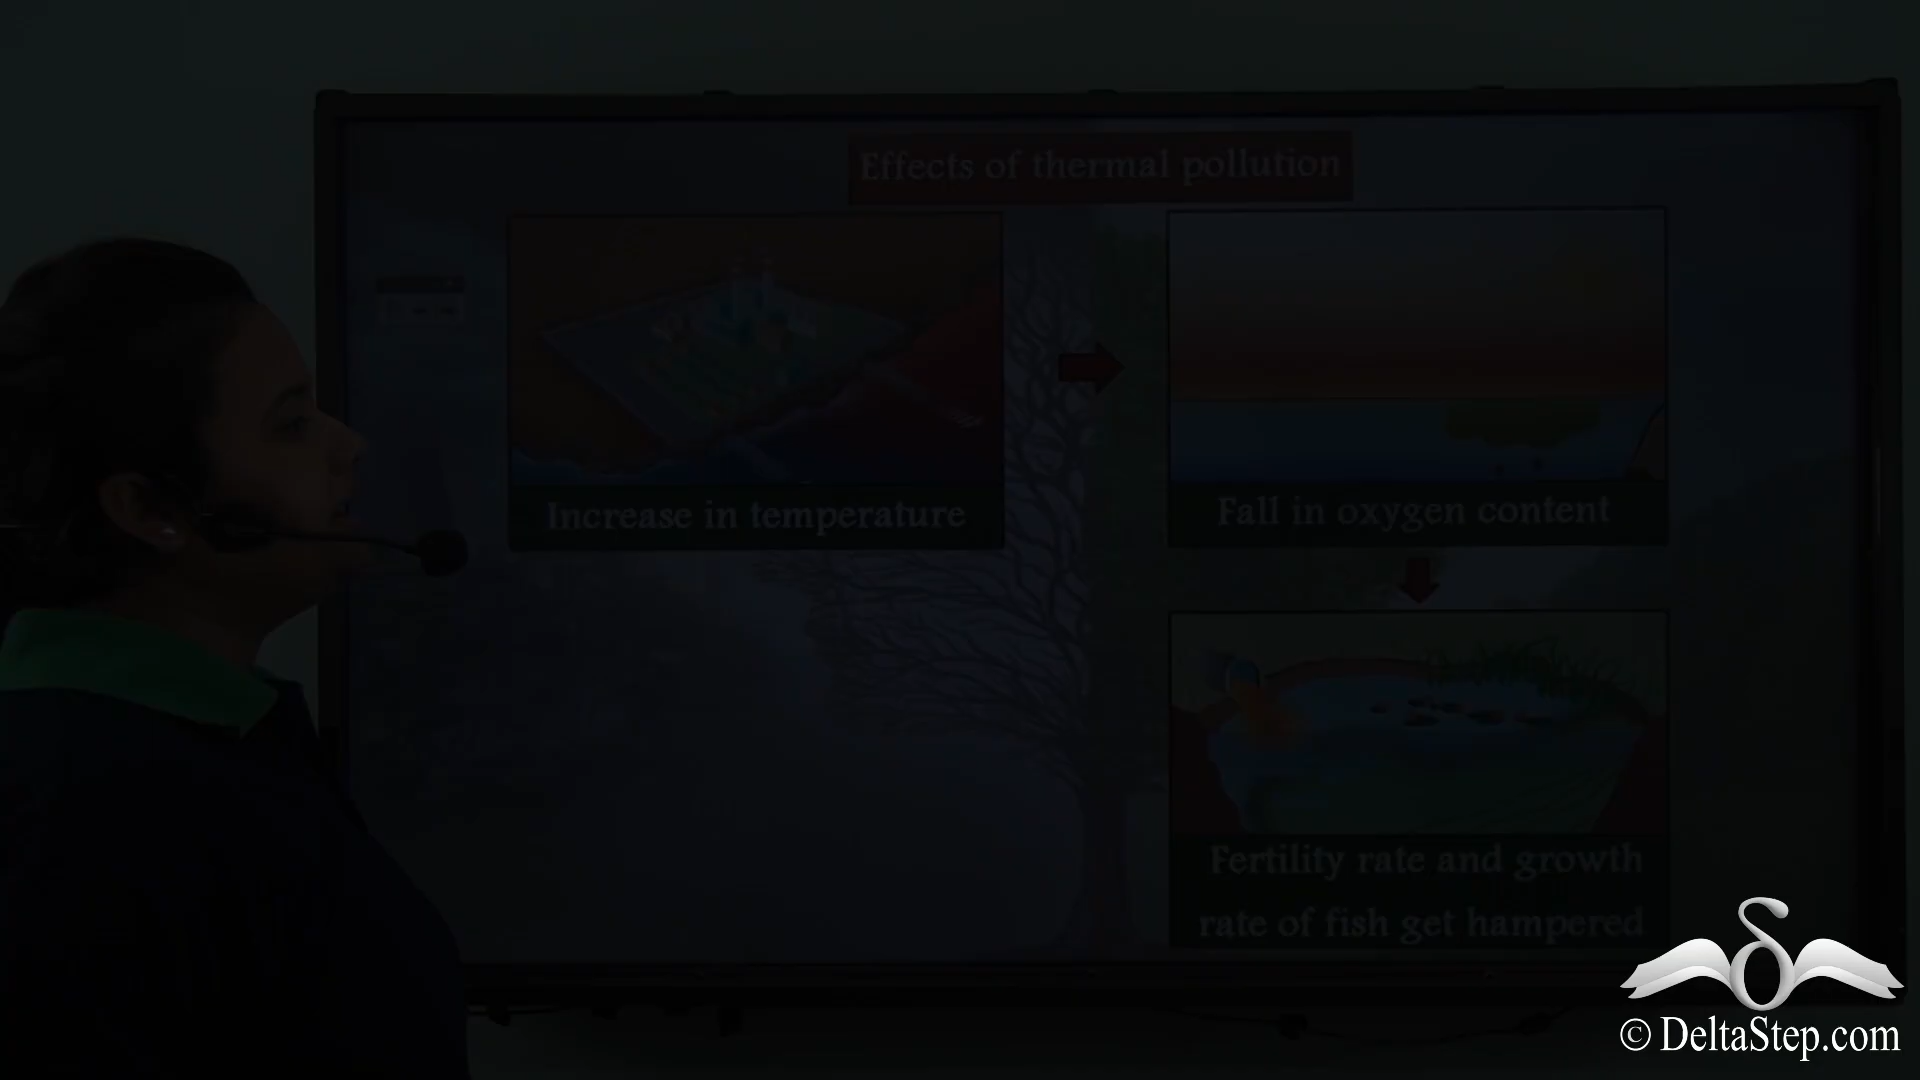 Effects of thermal pollution
Increase in temperature
Fall in oxygen content
Fertility rate and growth
rate of fish get hampered
© DeltaStep.com